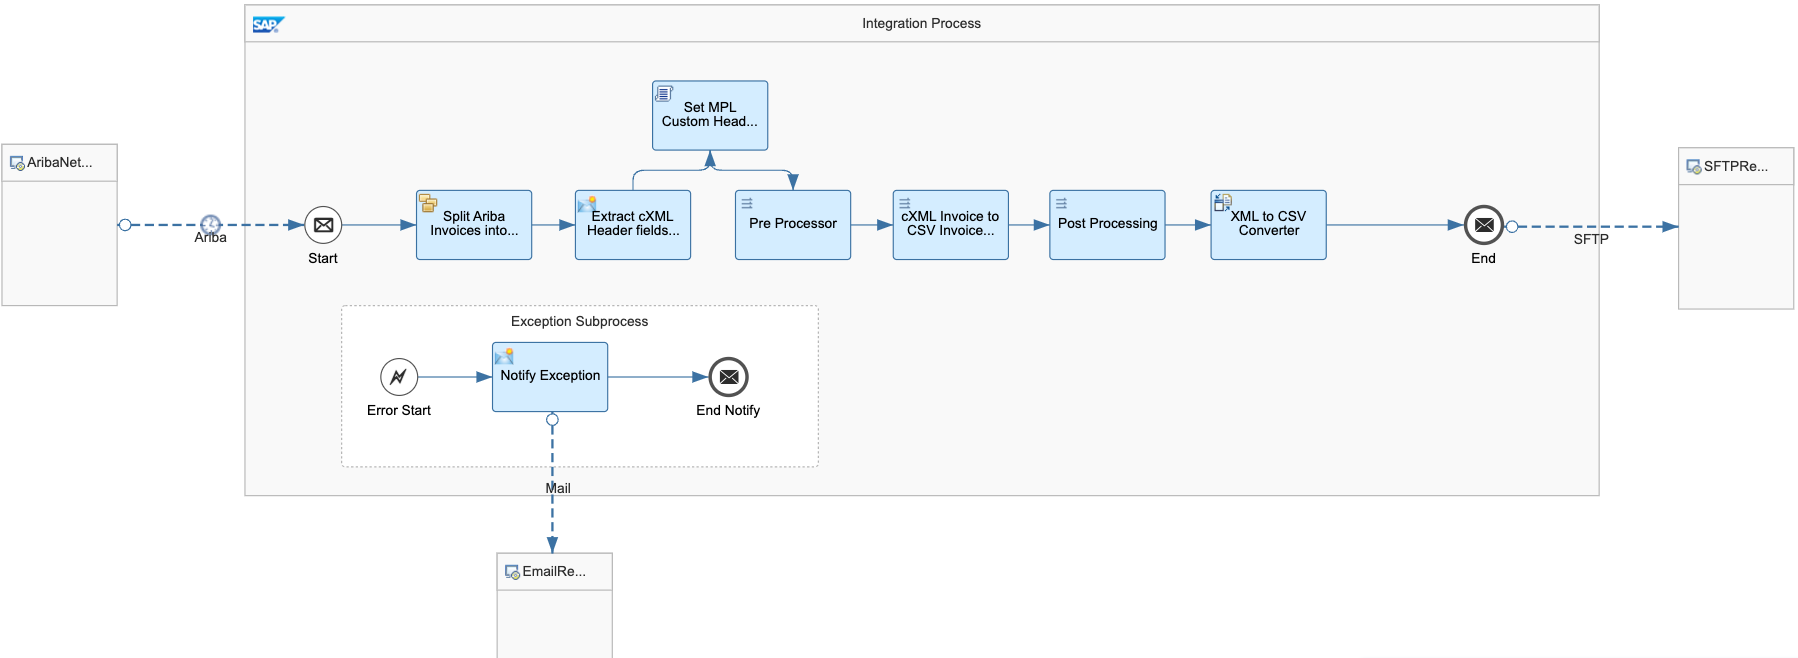 SAP
Integration Process
Set MPL
Custom Head...
AribaNet...
SFTPRe...
Split Ariba
Invoices into...
Extract cXML
Header fields...
Pre Processor
cXML Invoice to
CSV Invoice...
Post Processing
XML to CSV
Converter
Ariba
SFTP
Start
End
Exception Subprocess
Notify Exception
Error Start
End Notify
Mail
EmailRe...